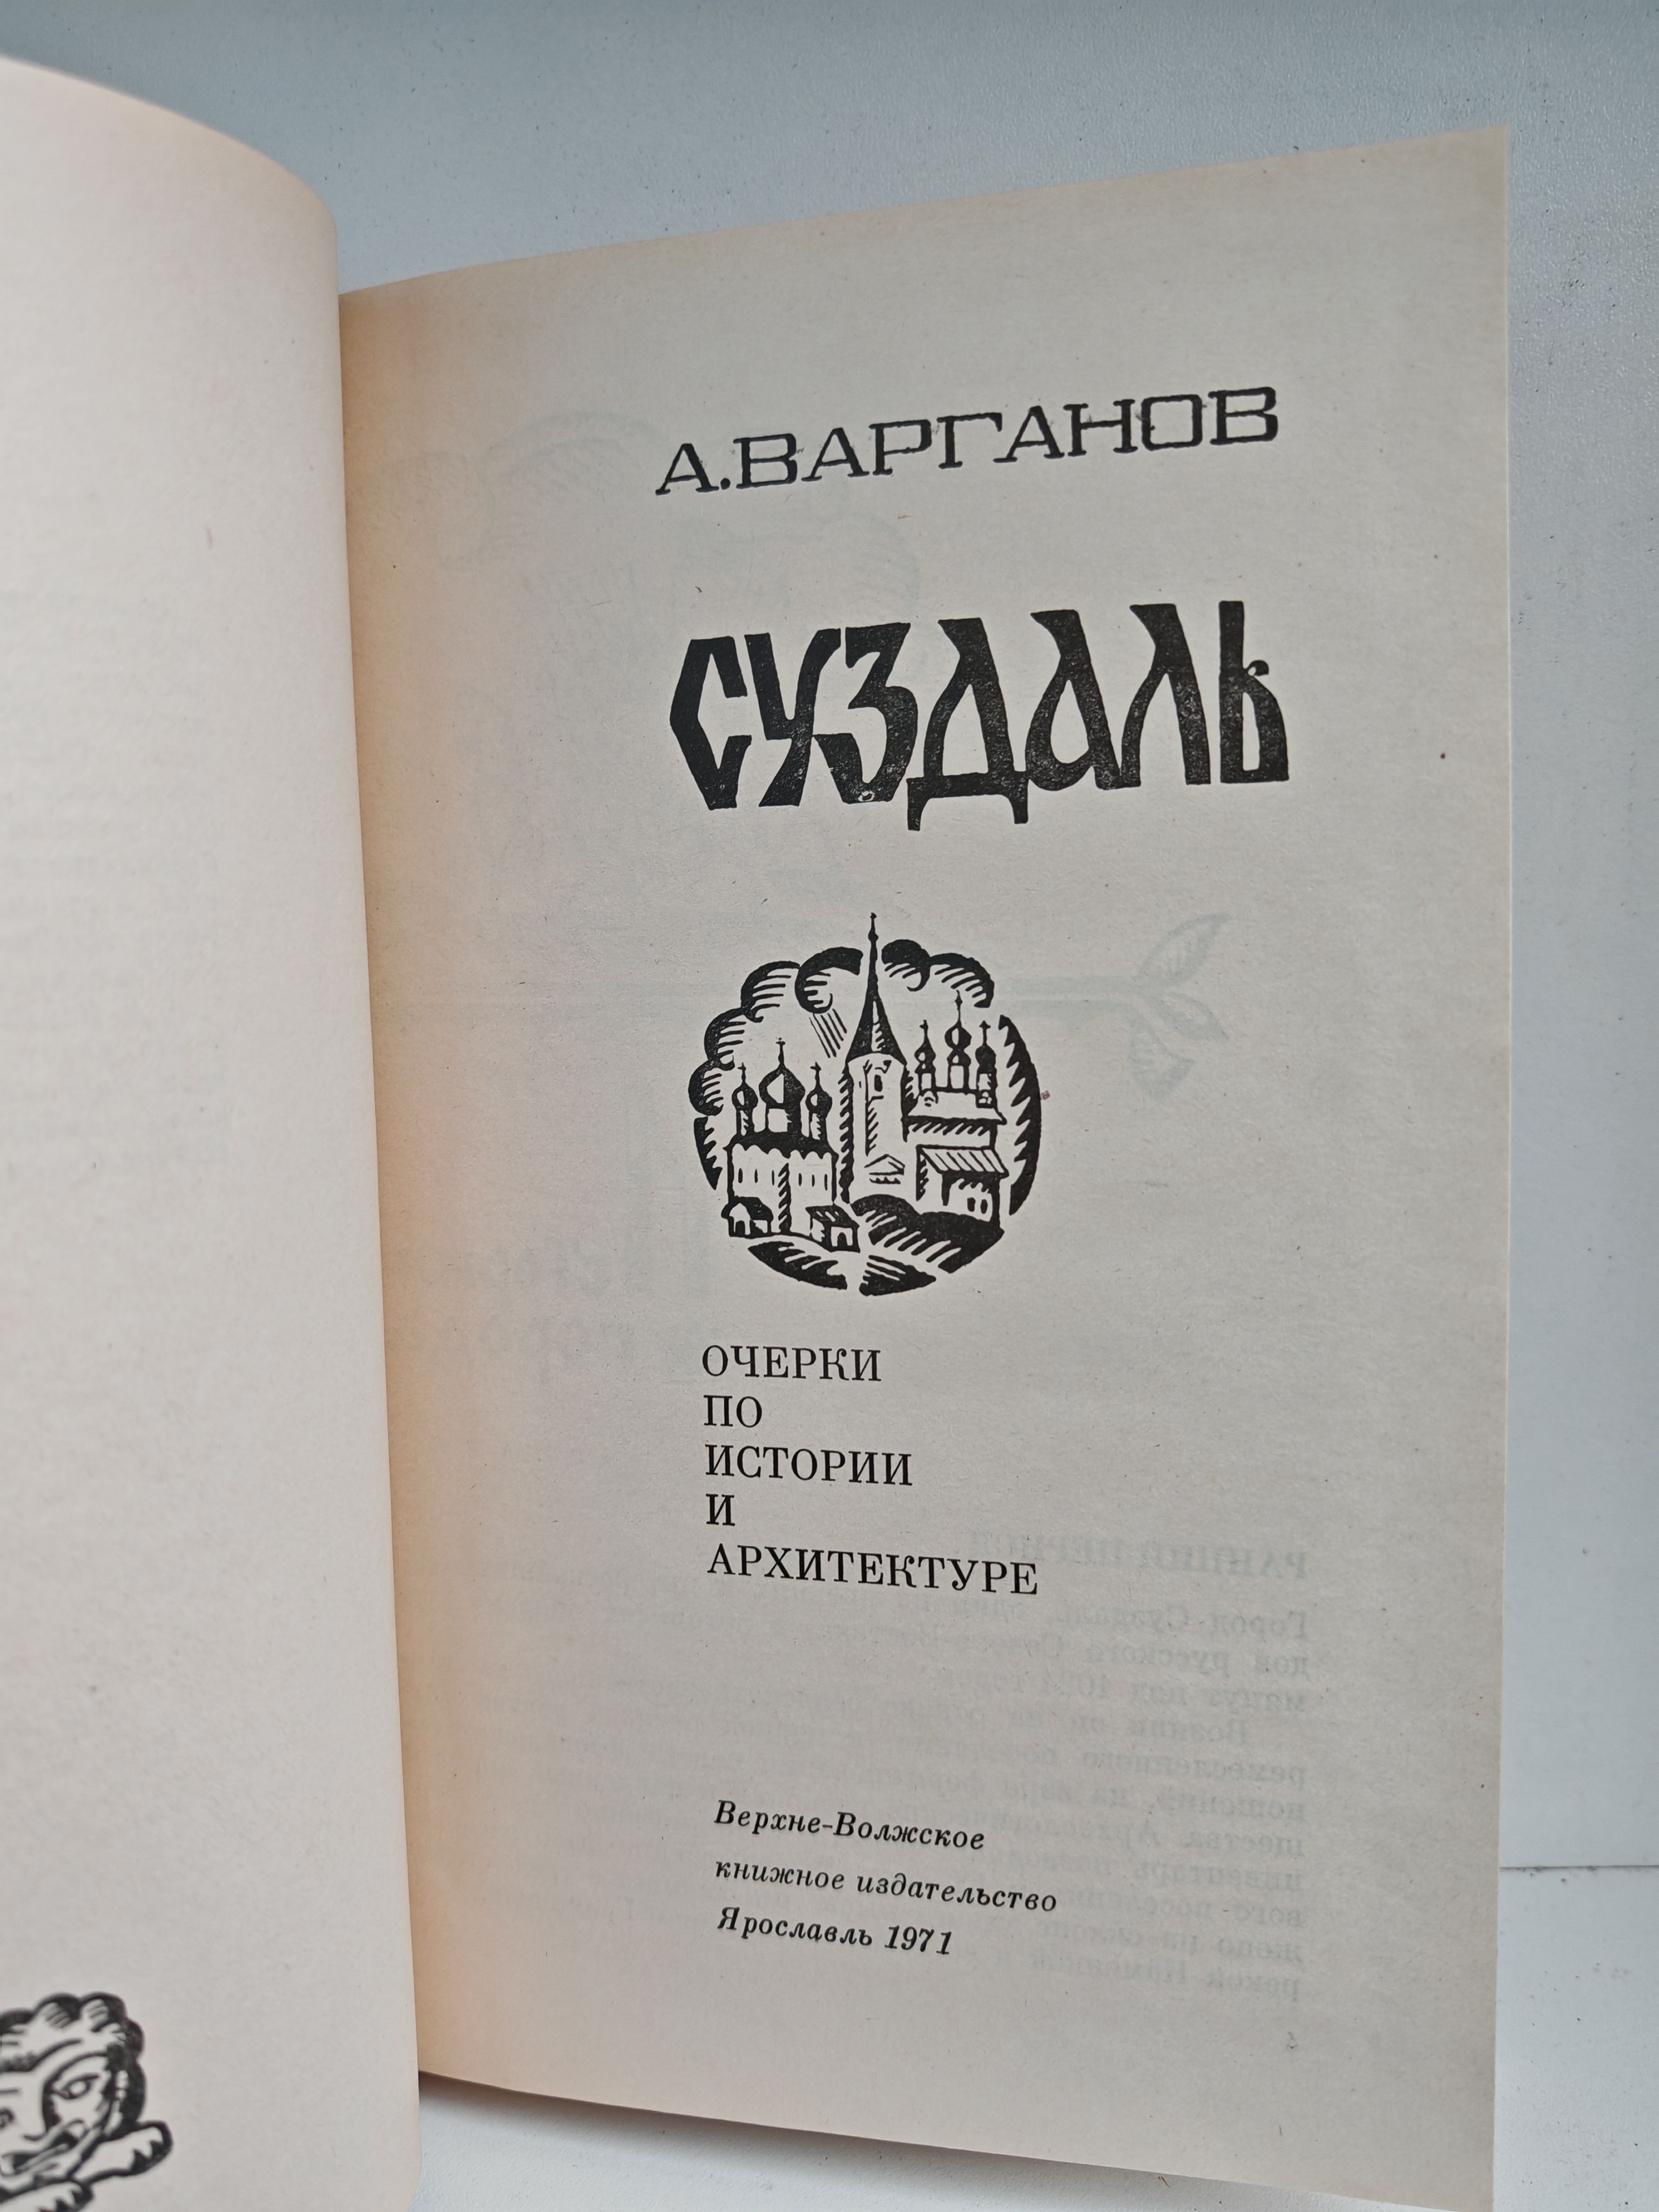 А.ВАРГАНОВ
СУЗДАЛЬ
ОЧЕРКИ
ПО
ИСТОРИИ
И
АРХИТЕКТУРЕ
Верхне-Волжское
книжное издательство
Ярославль 1971